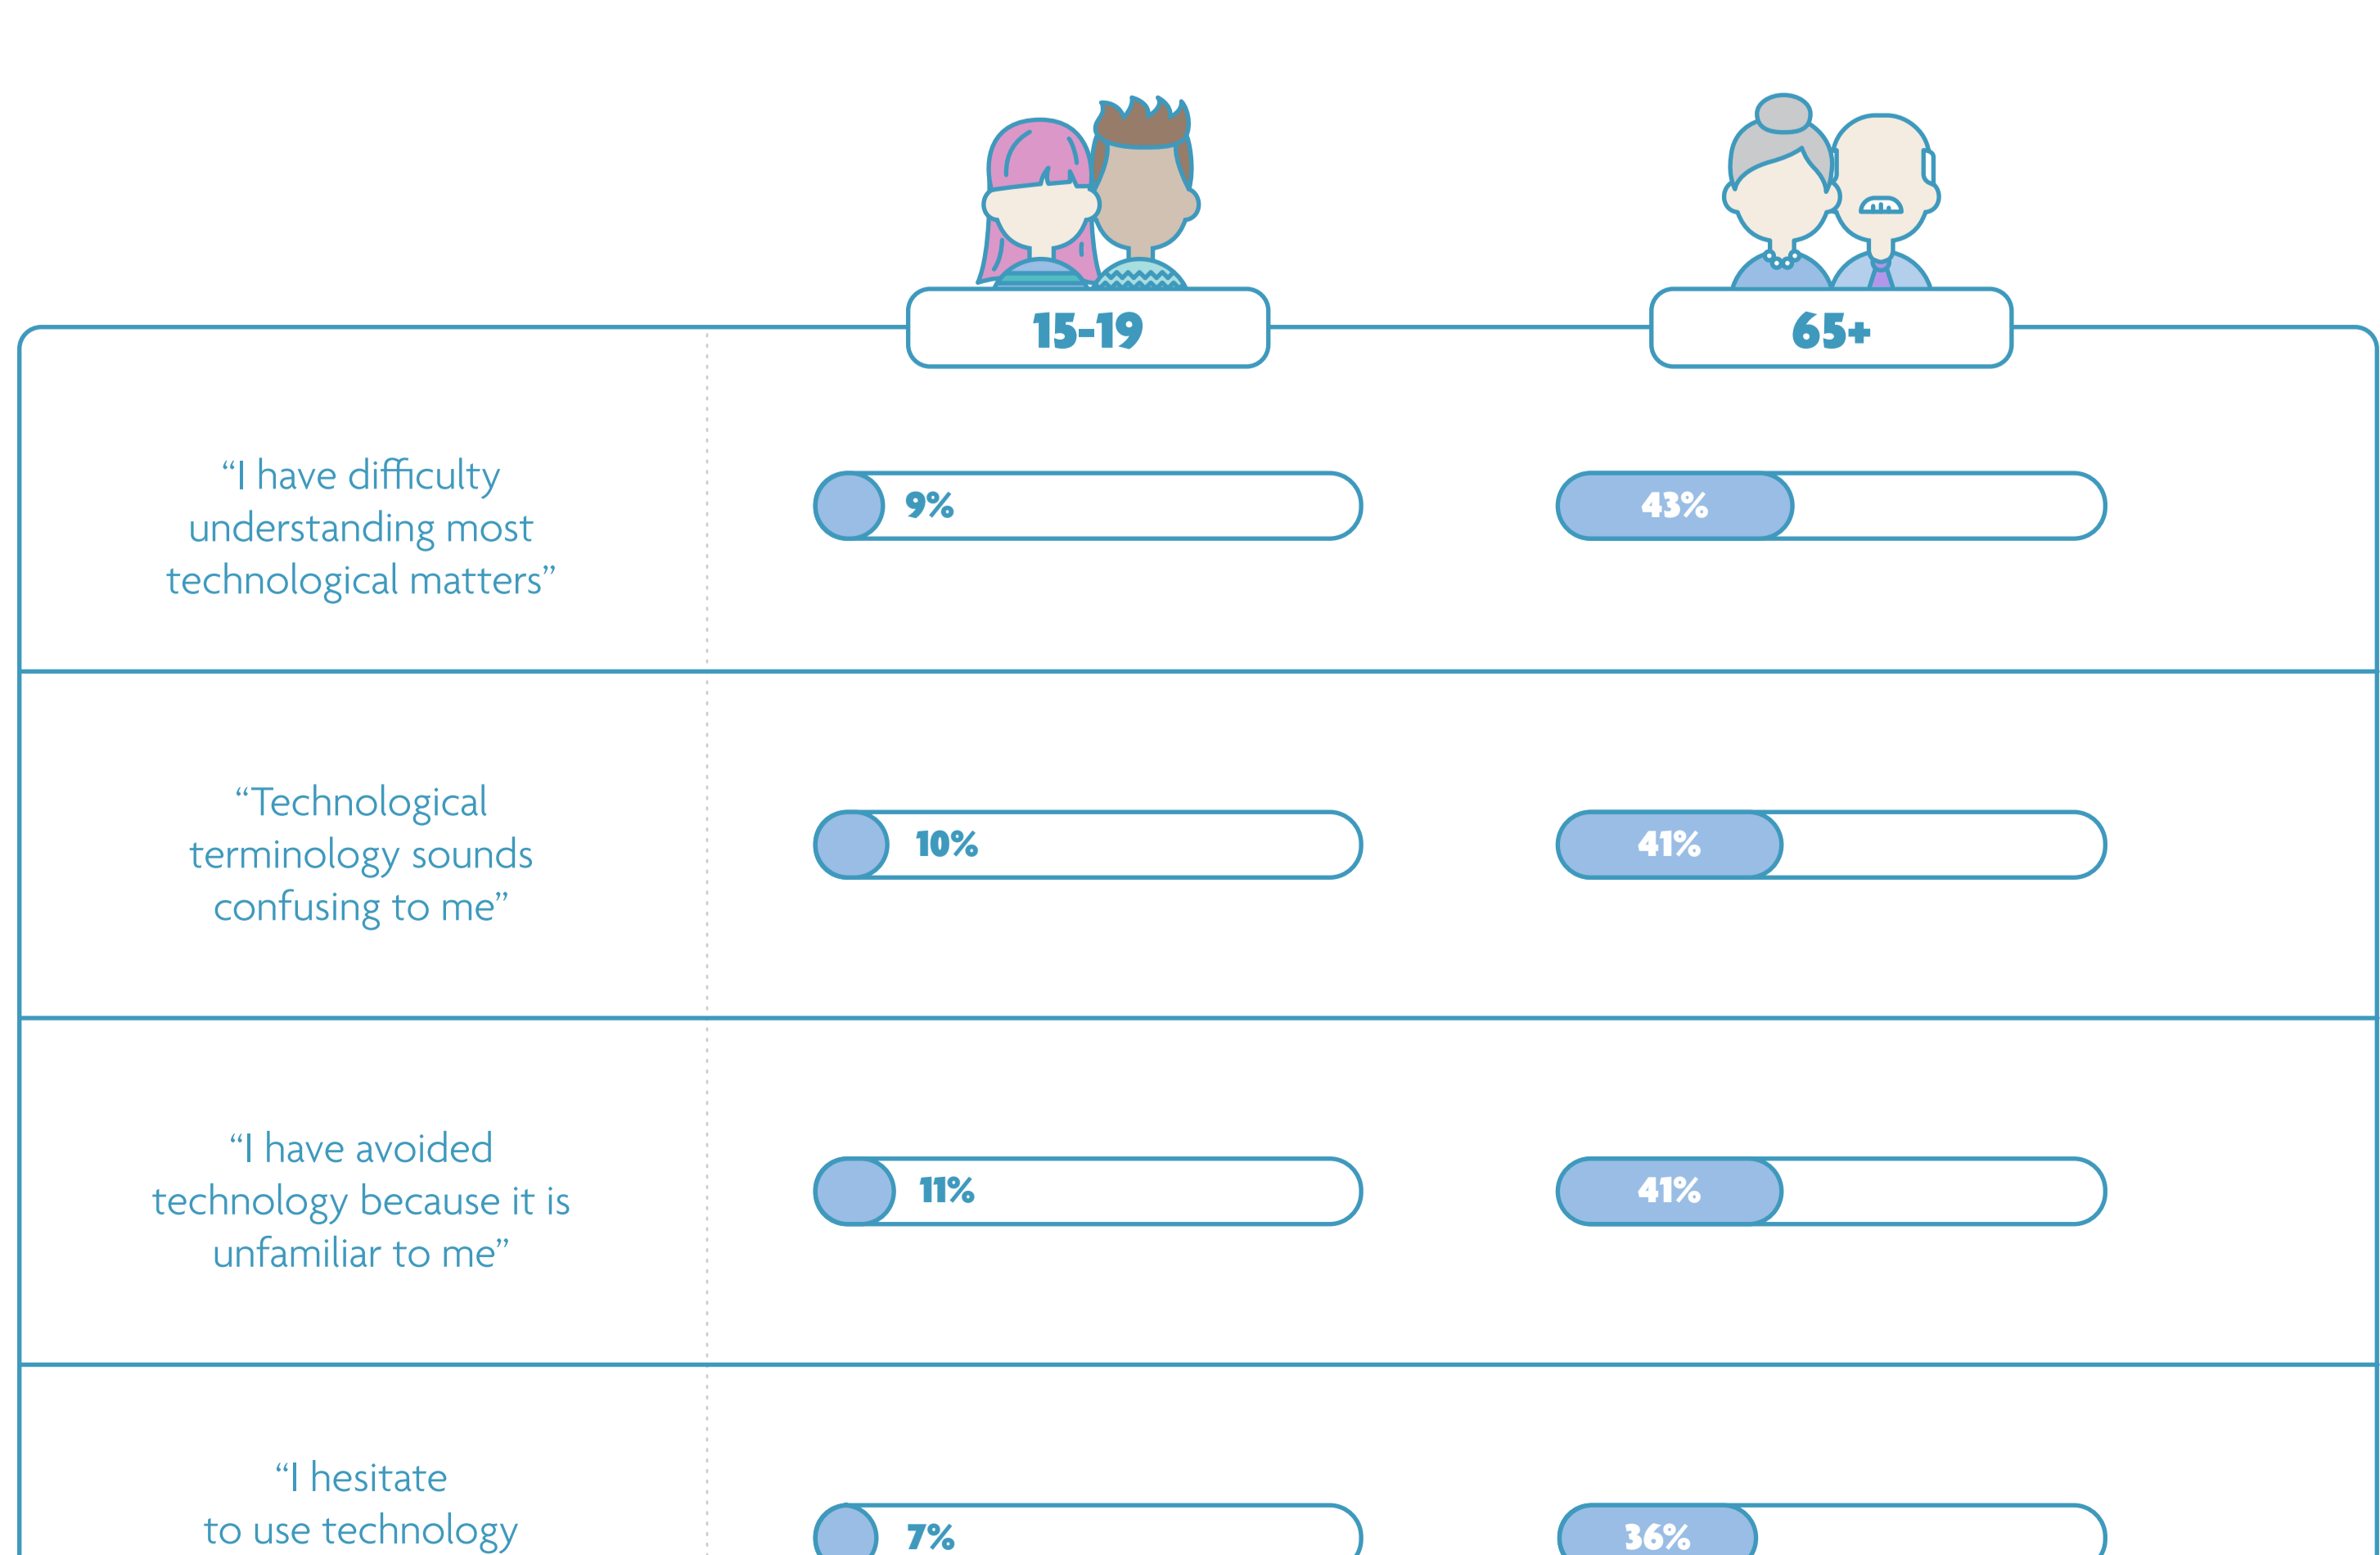 15-19
65+
“I have difficulty
understanding most
technological matters”
9%
43%
“Technological
terminology sounds
confusing to me”
10%
41%
“I have avoided
technology because it is
unfamiliar to me”
11%
41%
“I hesitate
to use technology
7%
36%